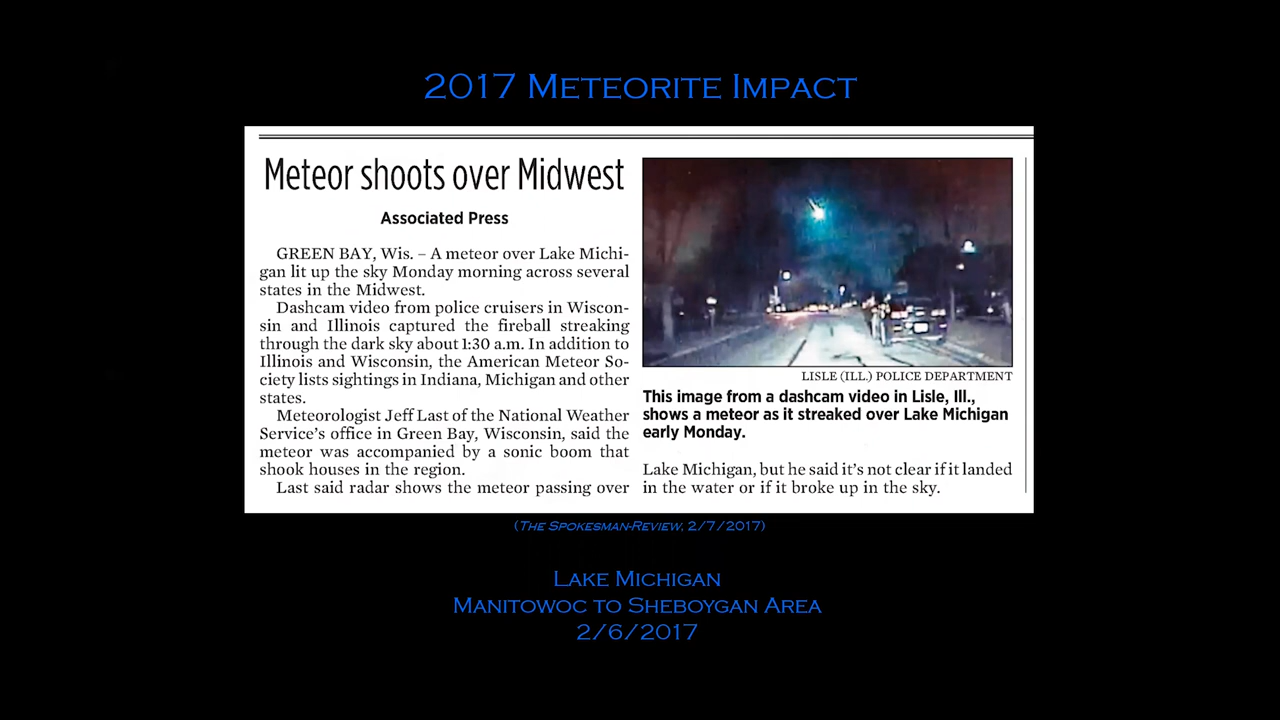 2017 Meteorite Impact
Meteor shoots over Midwest
Associated Press
GREEN BAY, Wis. – A meteor over Lake Michi-
gan lit up the sky Monday morning across several
states in the Midwest.
Dashcam video from police cruisers in Wiscon-
sin and Illinois captured the fireball streaking
through the dark sky about 1:30 a.m. In addition to
Illinois and Wisconsin, the American Meteor So-
ciety lists sightings in Indiana, Michigan and other
states.
Meteorologist Jeff Last of the National Weather
Service's office in Green Bay, Wisconsin, said the
meteor was accompanied by a sonic boom that
shook houses in the region.
Last said radar shows the meteor passing over
LISLE (ILL.) POLICE DEPARTMENT
This image from a dashcam video in Lisle, Ill.,
shows a meteor as it streaked over Lake Michigan
early Monday.
Lake Michigan, but he said it's not clear if it landed
in the water or if it broke up in the sky.
(The Spokesman-Review, 2/7/2017)
Lake Michigan
Manitowoc to Sheboygan Area
2/6/2017